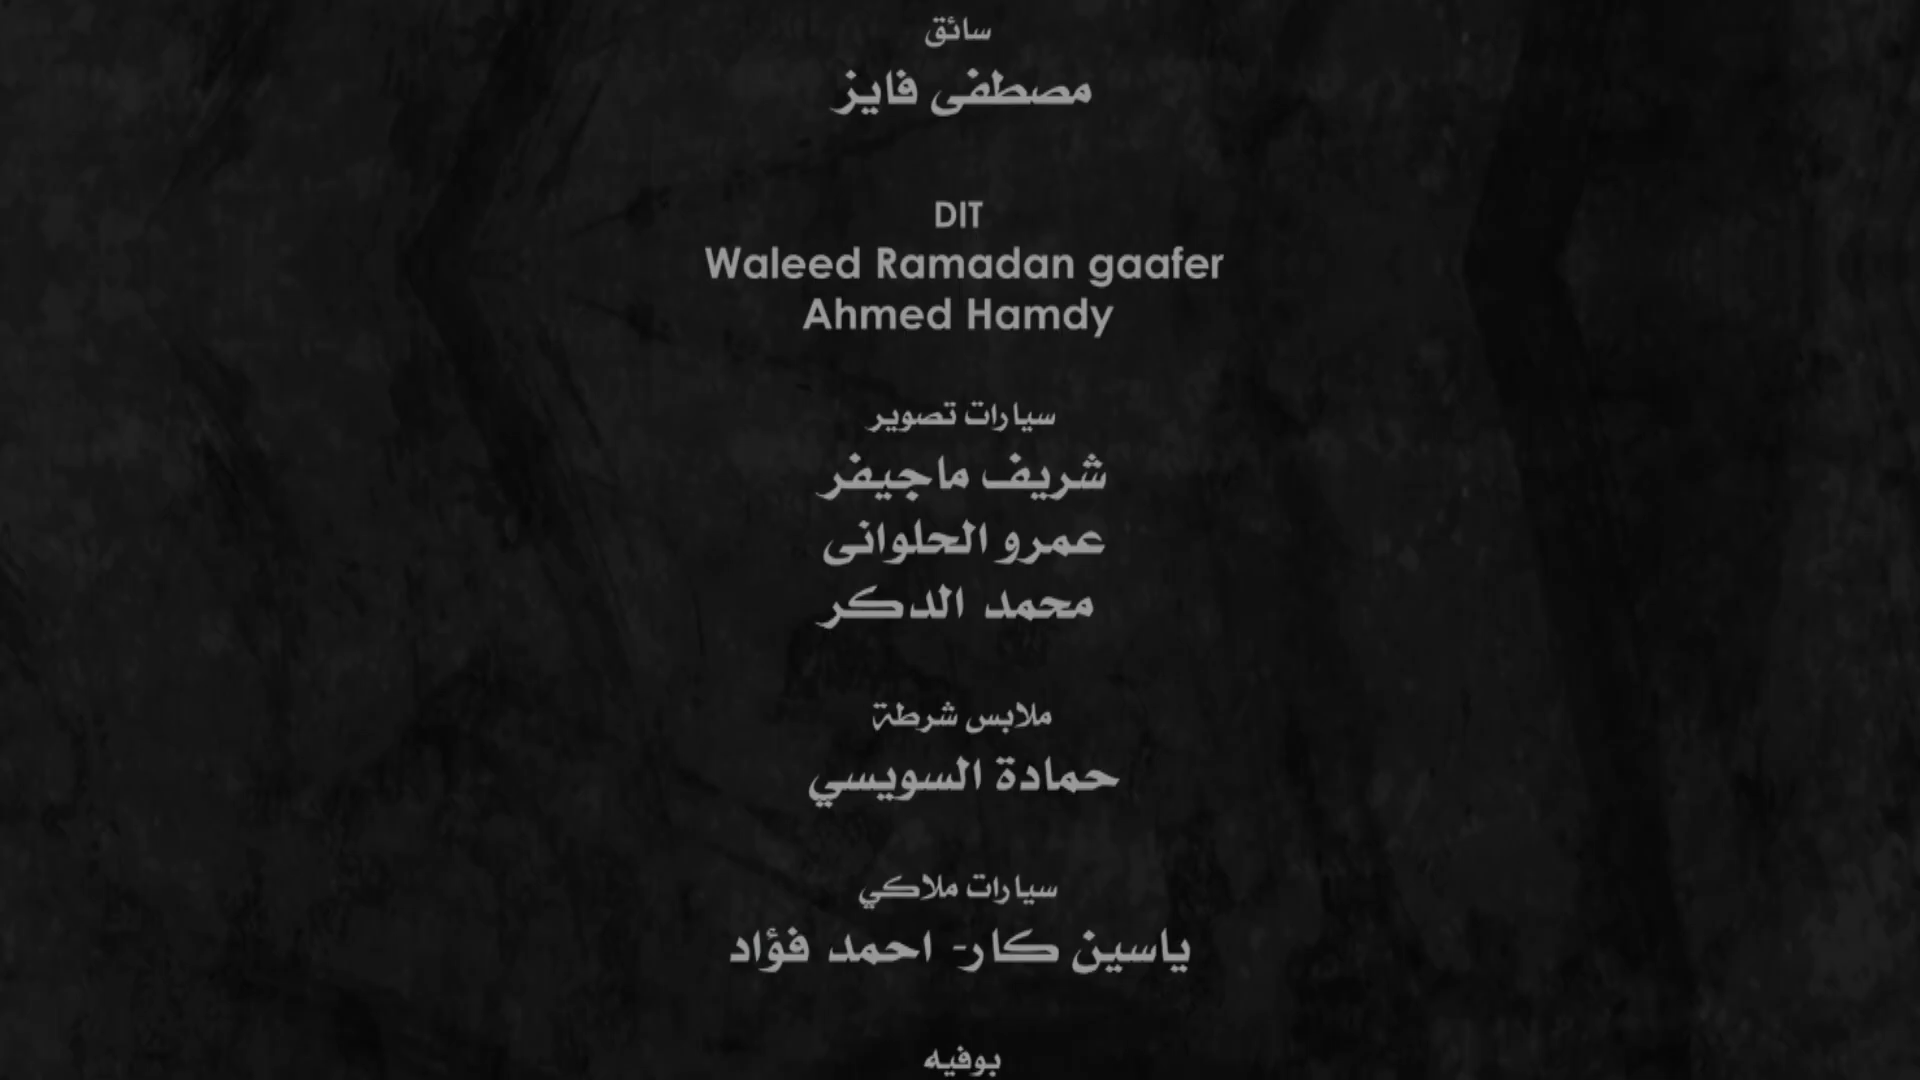 سائق
مصطفى فايز
DIT
Waleed Ramadan gaafer
Ahmed Hamdy
سيارات تصوير
شريف ماجيفر
عمرو الحلوانى
محمد الدكر
ملابس شرطة
حمادة السويسي
سيارات ملاكي
ياسين كار- احمد فؤاد
بوفيه